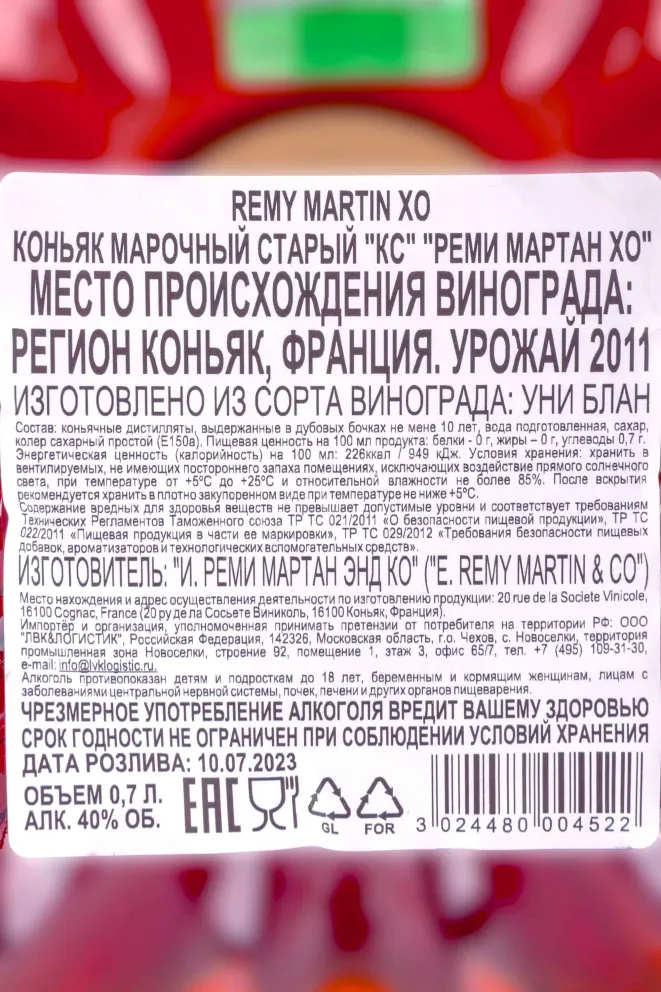 REMY MARTIN XO
КОНЬЯК МАРОЧНЫЙ СТАРЫЙ "КС" "РЕМИ МАРТАН ХО"
МЕСТО ПРОИСХОЖДЕНИЯ ВИНОГРАДА:
РЕГИОН КОНЬЯК, ФРАНЦИЯ. УРОЖАЙ 2011
ИЗГОТОВЛЕНО ИЗ СОРТА ВИНОГРАДА: УНИ БЛАН
Состав: коньячные дистилляты, выдержанные в дубовых бочках не мене 10 лет, вода подготовленная, сахар,
колер сахарный простой (Е150а). Пищевая ценность на 100 мл продукта: белки - 0 г, жиры – 0 г, углеводы 0,7 г.
Энергетическая ценность (калорийность) на 100 мл: 226ккал / 949 кДж. Условия хранения: хранить в
вентилируемых, не имеющих постороннего запаха помещениях, исключающих воздействие прямого солнечного
света, при температуре от +5°С до +25°С и относительной влажности не более 85%. После вскрытия
рекомендуется хранить в плотно закупоренном виде при температуре не ниже +5°С.
Содержание вредных для здоровья веществ не превышает допустимые уровни и соответствует требованиям
Технических Регламентов Таможенного союза ТР ТС 021/2011 «О безопасности пищевой продукции», ТР ТС
022/2011 «Пищевая продукция в части ее маркировки», ТР ТС 029/2012 «Требования безопасности пищевых
добавок, ароматизаторов и технологических вспомогательных средств».
ИЗГОТОВИТЕЛЬ: "И. РЕМИ МАРТАН ЭНД КО" ("E. REMY MARTIN & CO")
Место нахождения и адрес осуществления деятельности по изготовлению продукции: 20 rue de la Societe Vinicole,
16100 Cognac, France (20 ру де ла Сосьете Виниколь, 16100 Коньяк, Франция).
Импортёр и организация, уполномоченная принимать претензии от потребителя на территории РФ: ООО
"ЛВК&ЛОГИСТИК", Российская Федерация, 142326, Московская область, г.о. Чехов, с. Новоселки, территория
промышленная зона Новоселки, строение 92, помещение 1, этаж 3, офис 65/7, тел. +7 (495) 109-31-30,
e-mail: info@lvklogistic.ru.
Алкоголь противопоказан детям и подросткам до 18 лет, беременным и кормящим женщинам, лицам с
заболеваниями центральной нервной системы, почек, печени и других органов пищеварения.
ЧРЕЗМЕРНОЕ УПОТРЕБЛЕНИЕ АЛКОГОЛЯ ВРЕДИТ ВАШЕМУ ЗДОРОВЬЮ
СРОК ГОДНОСТИ НЕ ОГРАНИЧЕН ПРИ СОБЛЮДЕНИИ УСЛОВИЙ ХРАНЕНИЯ
ДАТА РОЗЛИВА: 10.07.2023
ОБЪЕМ 0,7 Л.
АЛК. 40% ОБ.
EAC
GL
FOR
3 024480 004522